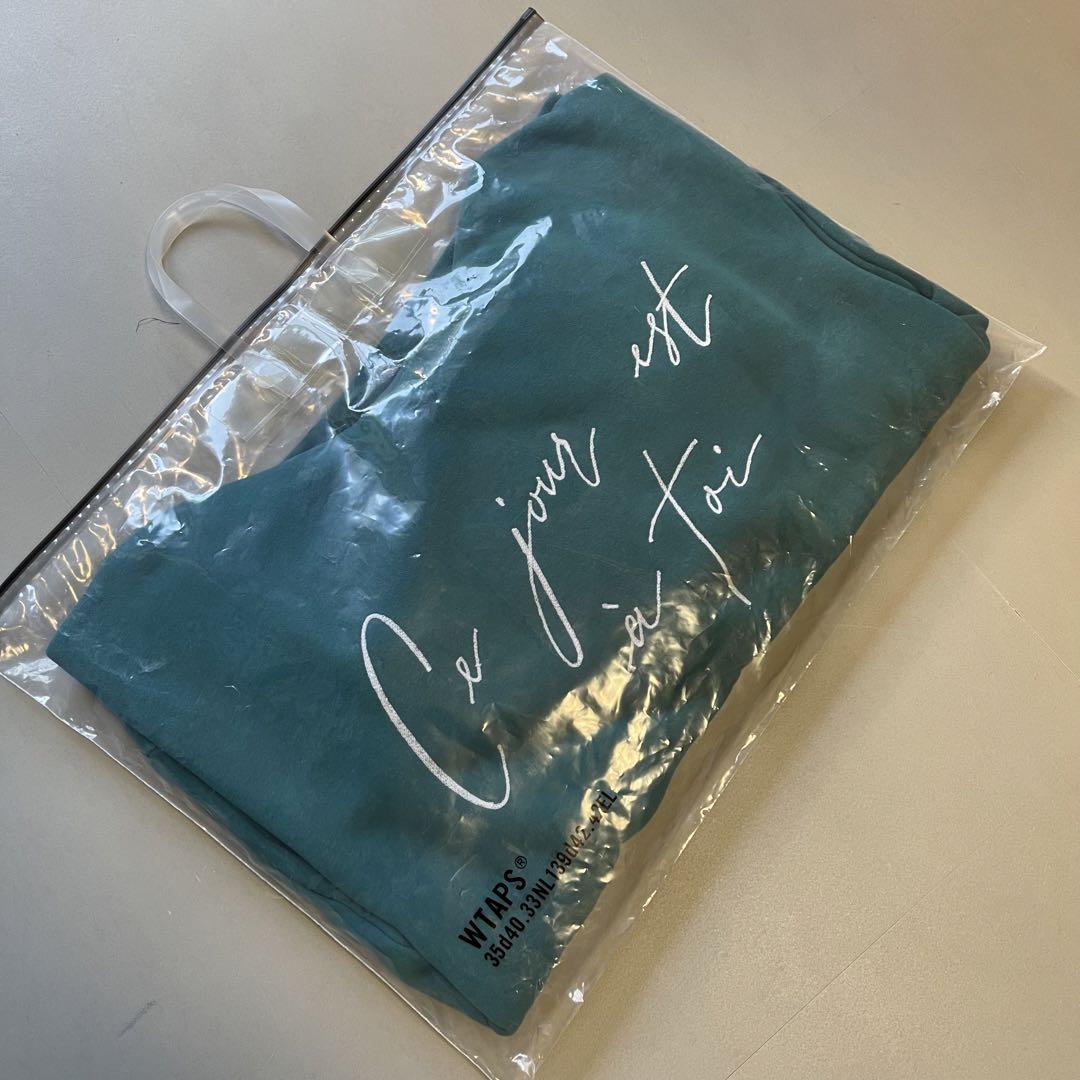 Ce jour est
à Toi
WTAPS®
35d40.33NL139d42.42EL